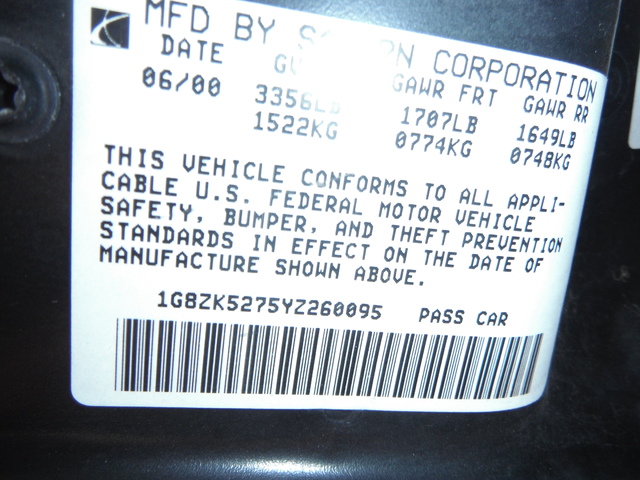 MFD BY CORPORATION
DATE GAWR FRT GAWR RR
06/00 3356LB 1707LB 1649LB
1522KG 0774KG 0748KG
THIS VEHICLE CONFORMS TO ALL APPLI-
CABLE U.S. FEDERAL MOTOR VEHICLE
SAFETY, BUMPER, AND THEFT PREVENTION
STANDARDS IN EFFECT ON THE DATE OF
MANUFACTURE SHOWN ABOVE.
1G8ZK5275YZ260095 PASS CAR